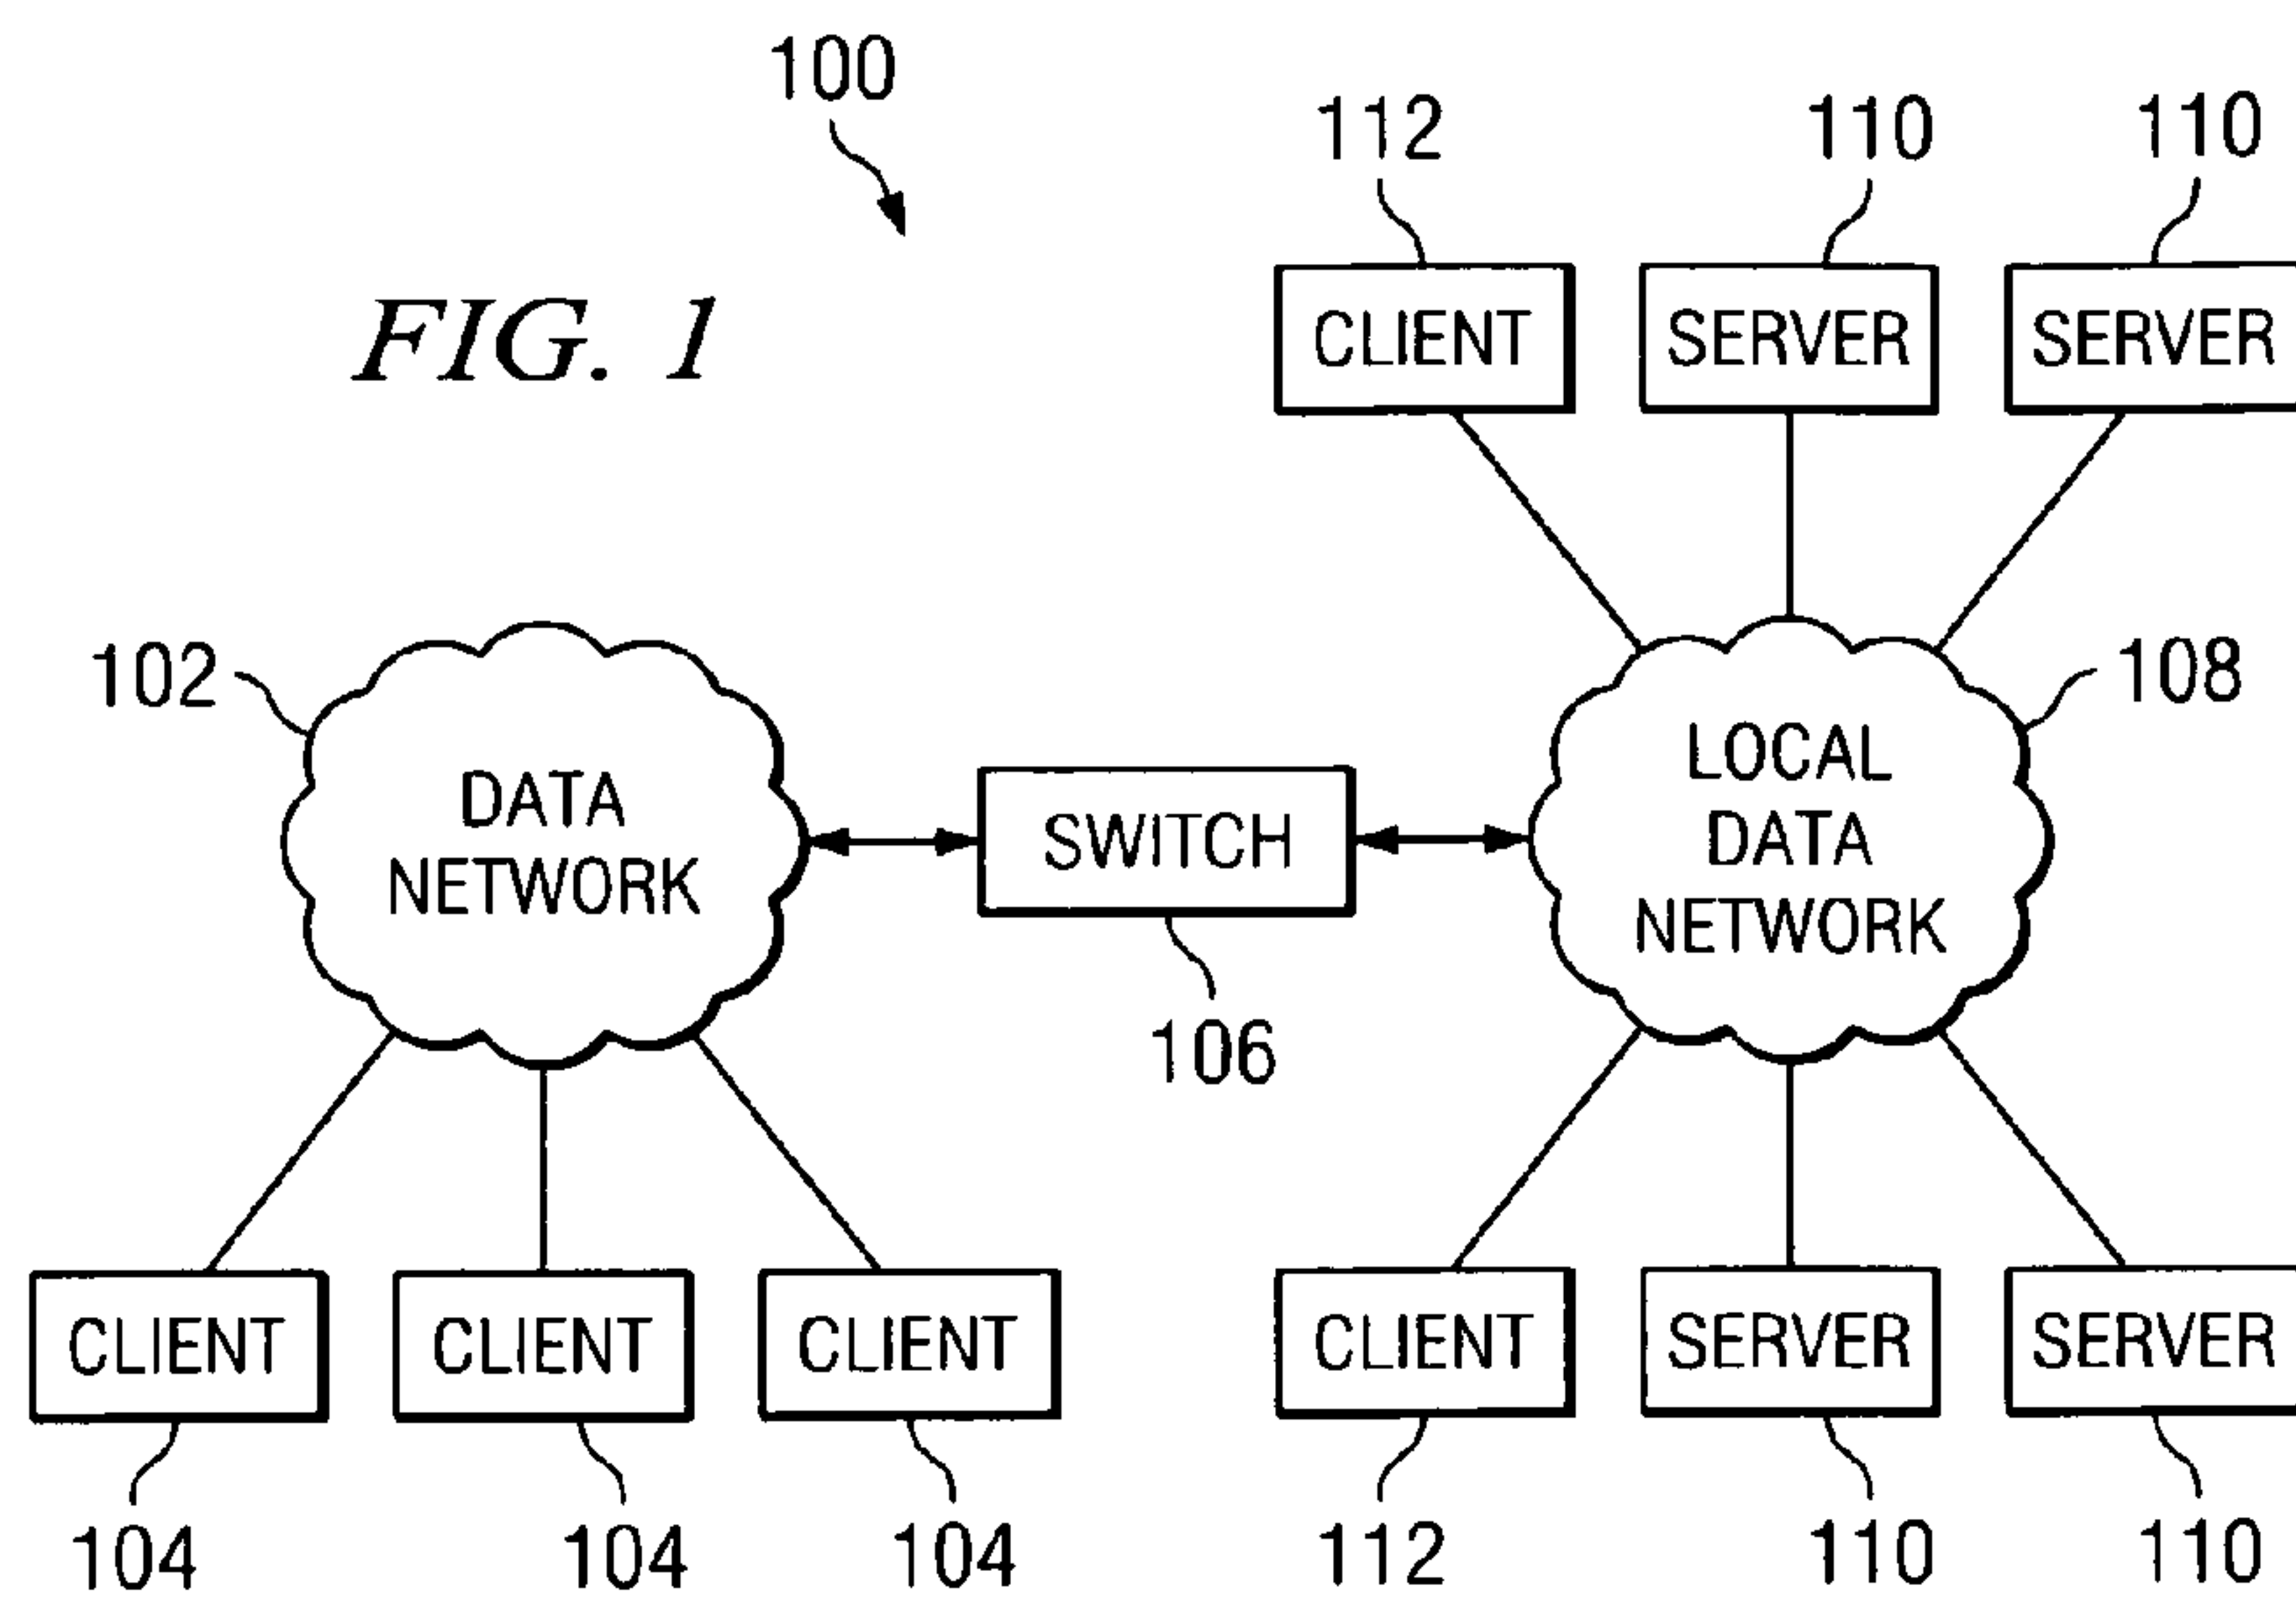 100
112 110 110
FIG. 1
CLIENT SERVER SERVER
102
108
DATA
NETWORK
SWITCH
LOCAL
DATA
NETWORK
106
CLIENT CLIENT CLIENT CLIENT SERVER SERVER
104 104 104 112 110 110